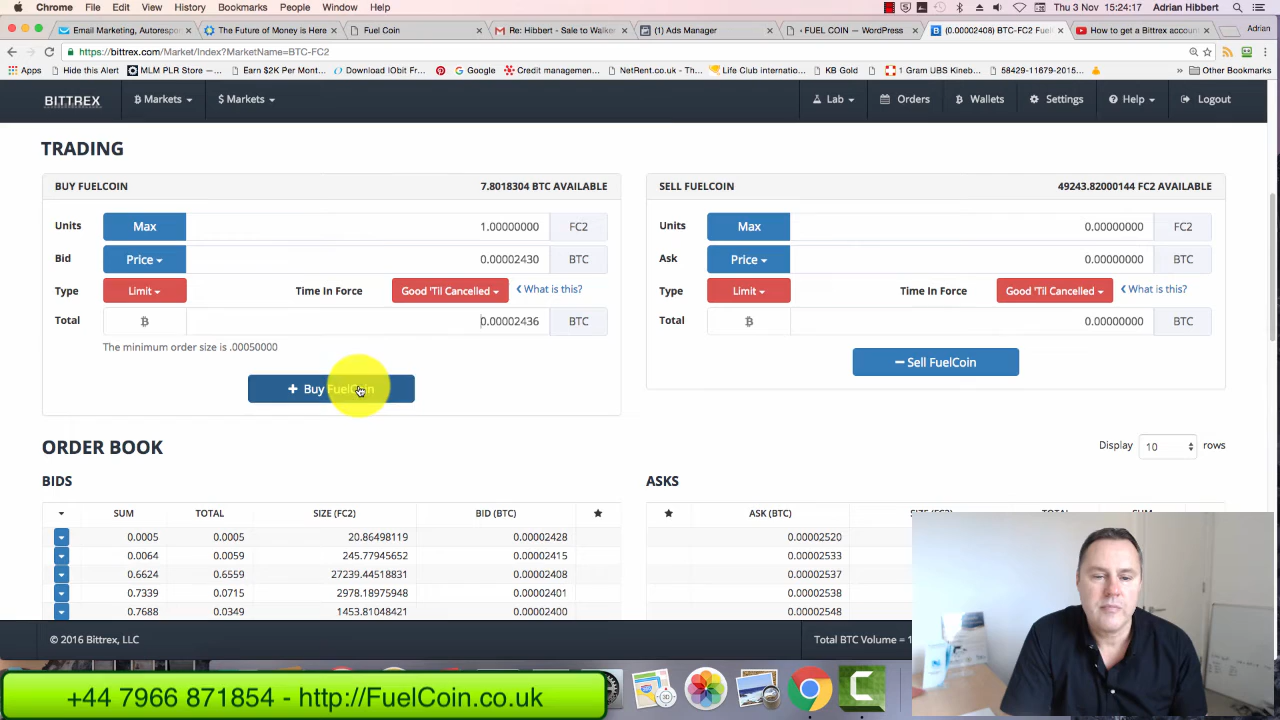 Chrome File Edit View History Bookmarks People Window Help Thu 3 Nov 15:24:17 Adrian Hibbert
Email Marketing, Autorespo
The Future of Money is Here
Fuel Coin
Re: Hibbert - Sale to Walker
(1) Ads Manager
‹ FUEL COIN — WordPress
(0.00002408) BTC-FC2 Fuel
How to get a Bittrex accoun
Adrian
https://bittrex.com/Market/Index?MarketName=BTC-FC2
Apps Hide this Alert MLM PLR Store —... Earn $2K Per Mont... Download IObit Fr... Google Credit managemen... NetRent.co.uk - Th... Life Club internatio... KB Gold 1 Gram UBS Kineb... 58429-11679-2015... » Other Bookmarks
BITTREX
฿ Markets
$ Markets
Lab
Orders
฿ Wallets
Settings
Help
Logout
TRADING
BUY FUELCOIN 7.8018304 BTC AVAILABLE
Units Max 1.00000000 FC2
Bid Price 0.00002430 BTC
Type Limit Time In Force Good 'Til Cancelled What is this?
Total ฿ 0.00002436 BTC
The minimum order size is .00050000
+ Buy FuelCoin
SELL FUELCOIN 49243.82000144 FC2 AVAILABLE
Units Max 0.00000000 FC2
Ask Price 0.00000000 BTC
Type Limit Time In Force Good 'Til Cancelled What is this?
Total ฿ 0.00000000 BTC
− Sell FuelCoin
ORDER BOOK
Display 10 rows
BIDS
SUM TOTAL SIZE (FC2) BID (BTC)
0.0005 0.0005 20.86498119 0.00002428
0.0064 0.0059 245.77945652 0.00002415
0.6624 0.6559 27239.44518831 0.00002408
0.7339 0.0715 2978.18975948 0.00002401
0.7688 0.0349 1453.81048421 0.00002400
ASKS
ASK (BTC)
0.00002520
0.00002533
0.00002537
0.00002538
0.00002548
© 2016 Bittrex, LLC
Total BTC Volume = 1
+44 7966 871854 - http://FuelCoin.co.uk